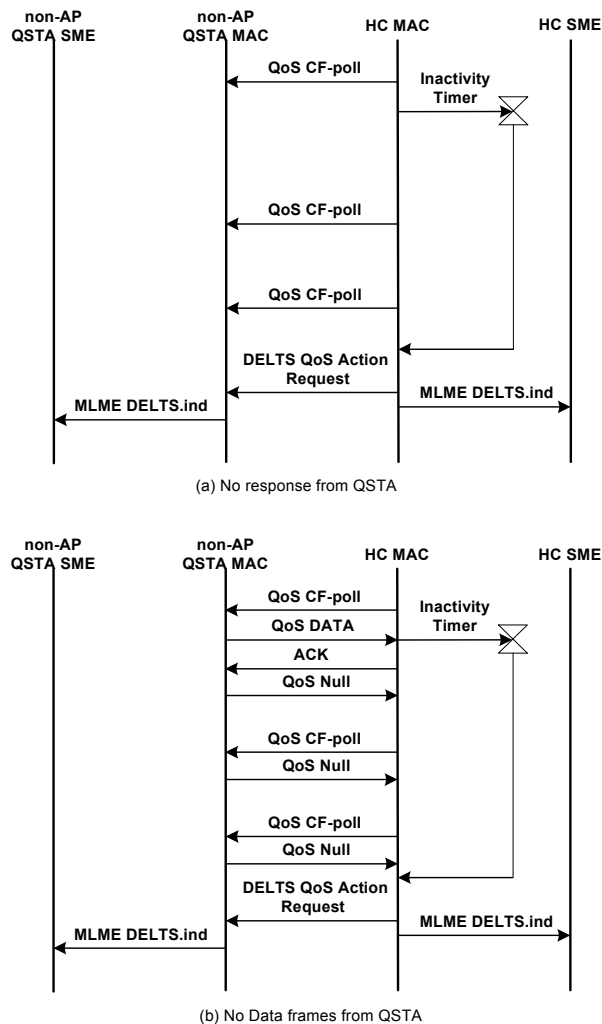 non-AP
QSTA SME
non-AP
QSTA MAC
HC MAC
HC SME
QoS CF-poll
Inactivity
Timer
QoS CF-poll
QoS CF-poll
DELTS QoS Action
Request
MLME DELTS.ind
MLME DELTS.ind
(a) No response from QSTA
non-AP
QSTA SME
non-AP
QSTA MAC
HC MAC
HC SME
QoS CF-poll
Inactivity
Timer
QoS DATA
ACK
QoS Null
QoS CF-poll
QoS Null
QoS CF-poll
QoS Null
DELTS QoS Action
Request
MLME DELTS.ind
MLME DELTS.ind
(b) No Data frames from QSTA